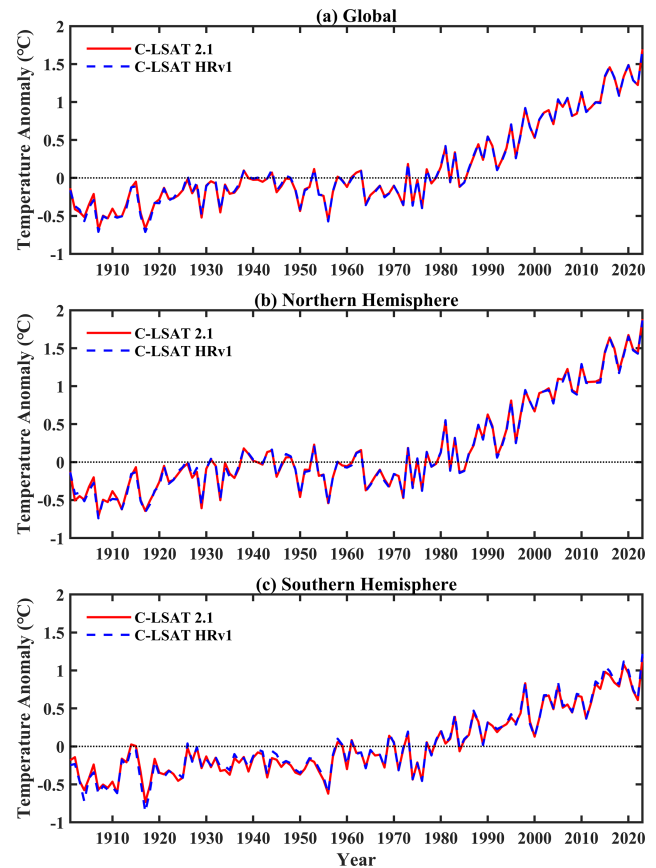 (a) Global
Temperature Anomaly (℃)
2
1.5
1
0.5
0
-0.5
-1
C-LSAT 2.1
C-LSAT HRv1
1910 1920 1930 1940 1950 1960 1970 1980 1990 2000 2010 2020
(b) Northern Hemisphere
Temperature Anomaly (℃)
2
1.5
1
0.5
0
-0.5
-1
C-LSAT 2.1
C-LSAT HRv1
1910 1920 1930 1940 1950 1960 1970 1980 1990 2000 2010 2020
(c) Southern Hemisphere
Temperature Anomaly (℃)
2
1.5
1
0.5
0
-0.5
-1
C-LSAT 2.1
C-LSAT HRv1
1910 1920 1930 1940 1950 1960 1970 1980 1990 2000 2010 2020
Year